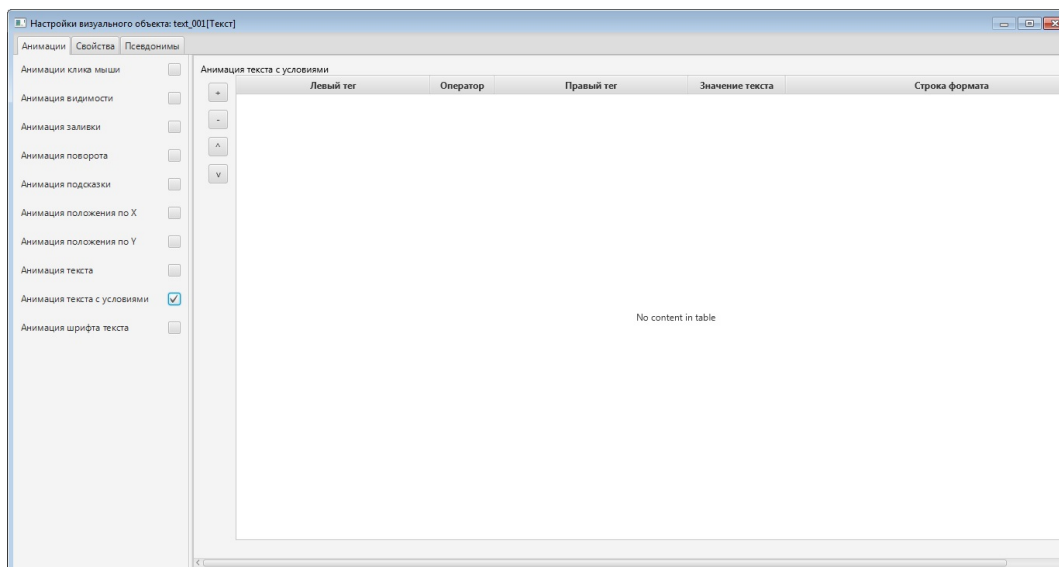 Настройки визуального объекта: text_001[Текст]
Анимации Свойства Псевдонимы
Анимации клика мыши
Анимация видимости
Анимация заливки
Анимация поворота
Анимация подсказки
Анимация положения по X
Анимация положения по Y
Анимация текста
Анимация текста с условиями
Анимация шрифта текста
Анимация текста с условиями
+
-
^
v
Левый тег Оператор Правый тег Значение текста Строка формата
No content in table